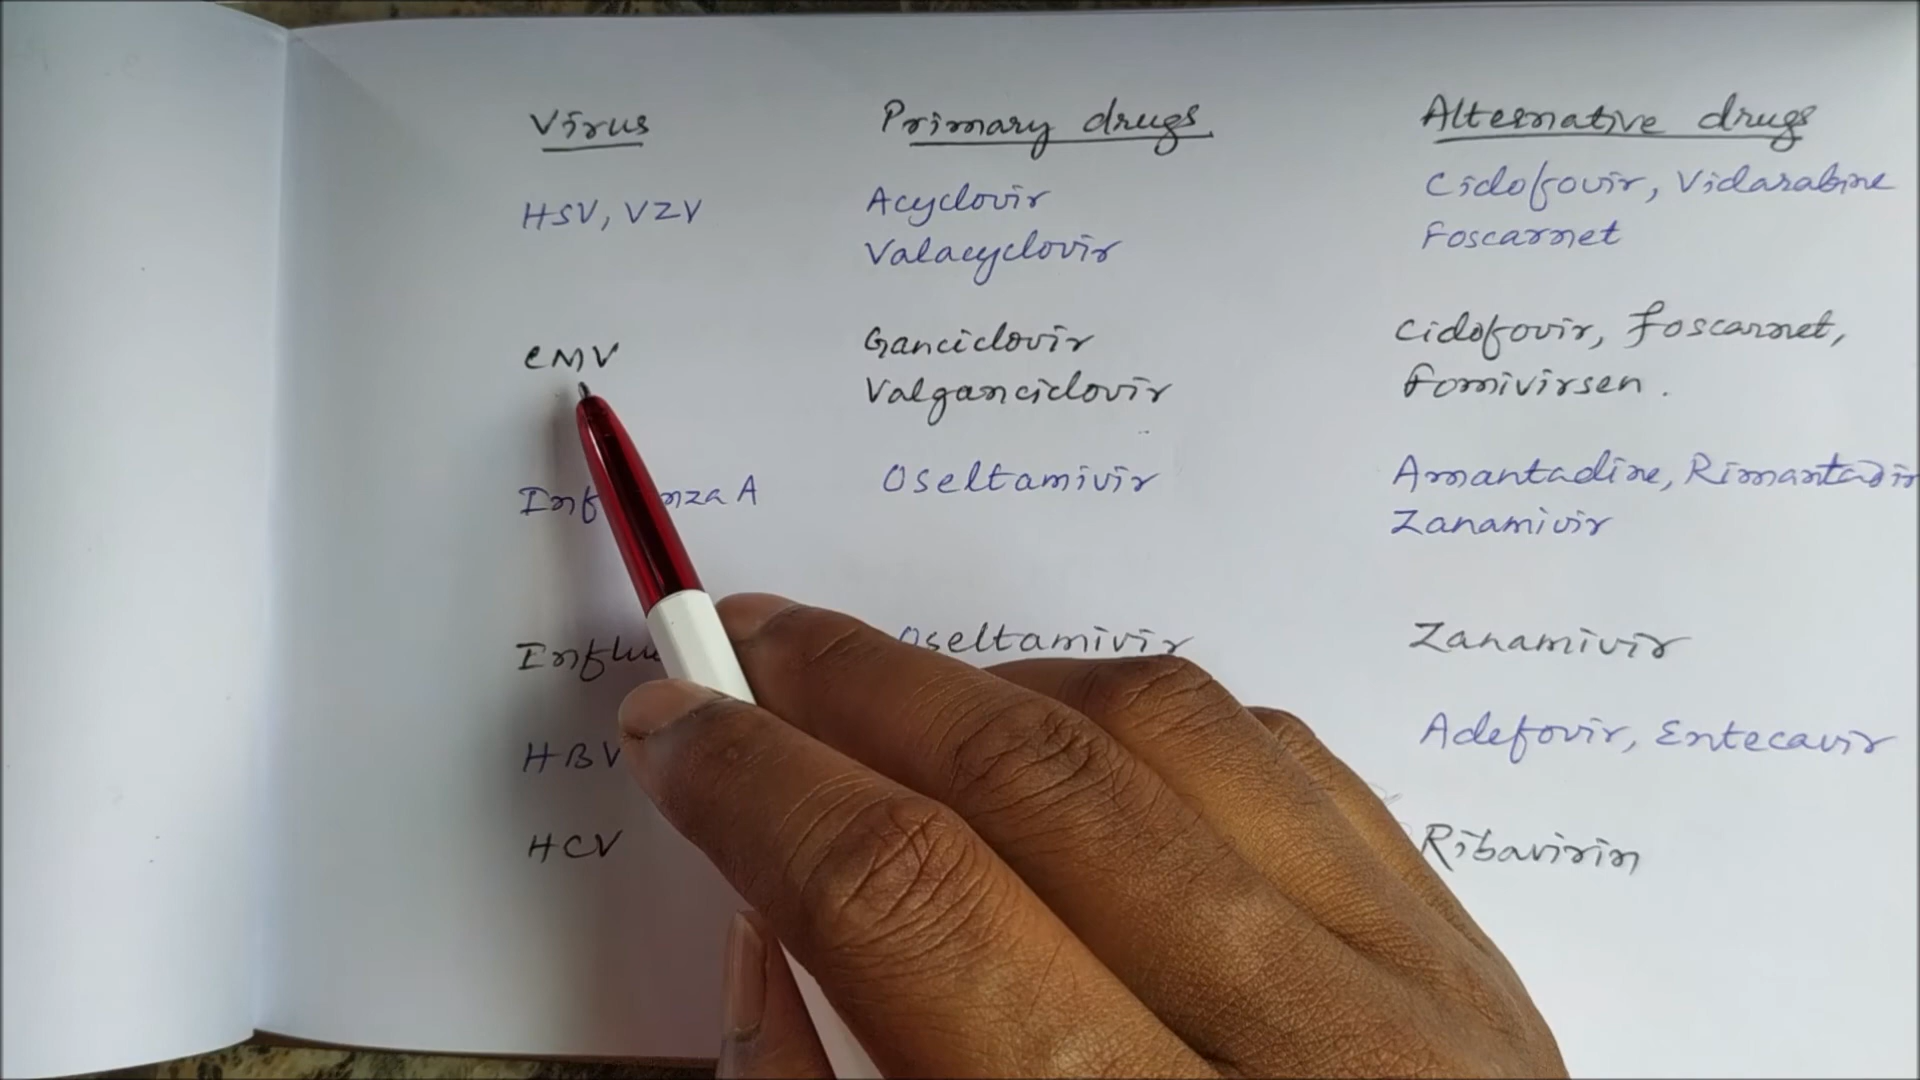 Virus Primary drugs Alternative drugs
HSV, VZV Acyclovir Cidofovir, Vidarabine
Valacyclovir Foscarnet
CMV Ganciclovir Cidofovir, Foscarnet,
Valganciclovir Fomivirsen.
A Oseltamivir Amantadine,
Zanamivir
Oseltamivir Zanamivir
HBV Adefovir, Entecavir
HCV Ribavirin